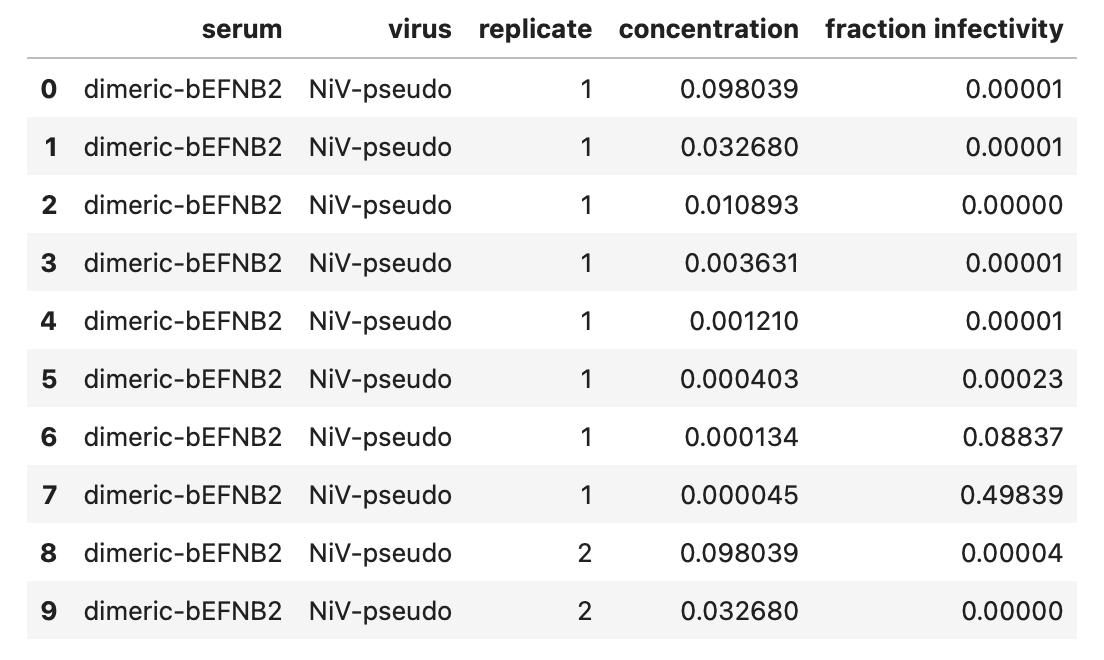 serum virus replicate concentration fraction infectivity
0 dimeric-bEFNB2 NiV-pseudo 1 0.098039 0.00001
1 dimeric-bEFNB2 NiV-pseudo 1 0.032680 0.00001
2 dimeric-bEFNB2 NiV-pseudo 1 0.010893 0.00000
3 dimeric-bEFNB2 NiV-pseudo 1 0.003631 0.00001
4 dimeric-bEFNB2 NiV-pseudo 1 0.001210 0.00001
5 dimeric-bEFNB2 NiV-pseudo 1 0.000403 0.00023
6 dimeric-bEFNB2 NiV-pseudo 1 0.000134 0.08837
7 dimeric-bEFNB2 NiV-pseudo 1 0.000045 0.49839
8 dimeric-bEFNB2 NiV-pseudo 2 0.098039 0.00004
9 dimeric-bEFNB2 NiV-pseudo 2 0.032680 0.00000